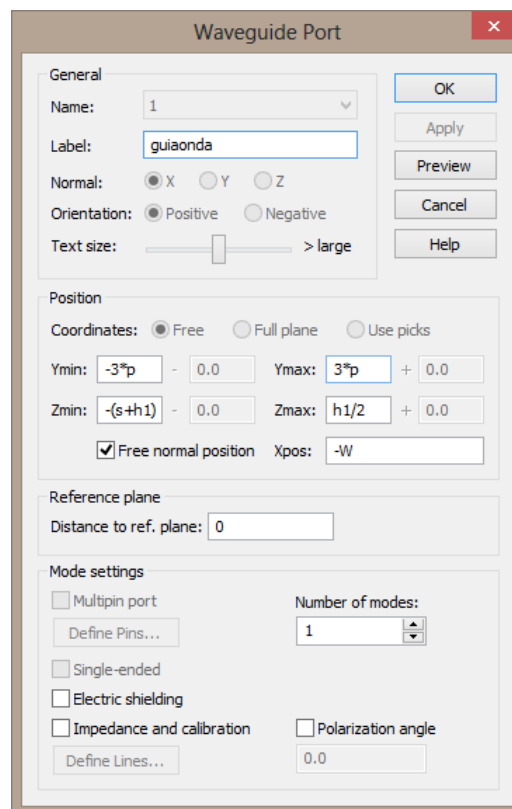 Waveguide Port
General
Name: 1
Label: guiaonda
Normal: X Y Z
Orientation: Positive Negative
Text size: > large
OK
Apply
Preview
Cancel
Help
Position
Coordinates: Free Full plane Use picks
Ymin: -3*p - 0.0 Ymax: 3*p + 0.0
Zmin: -(s+h1) - 0.0 Zmax: h1/2 + 0.0
Free normal position Xpos: -W
Reference plane
Distance to ref. plane: 0
Mode settings
Multipin port Number of modes:
Define Pins... 1
Single-ended
Electric shielding
Impedance and calibration Polarization angle
Define Lines... 0.0